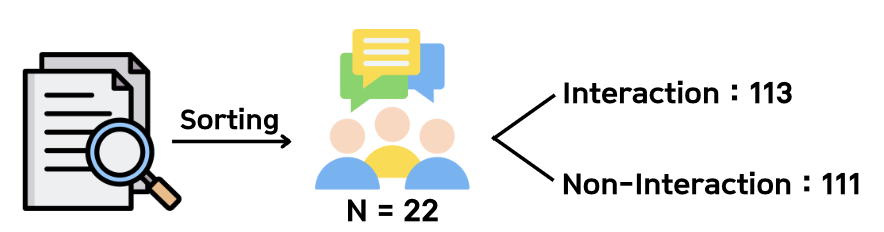 Sorting
N = 22
Interaction : 113
Non-Interaction : 111